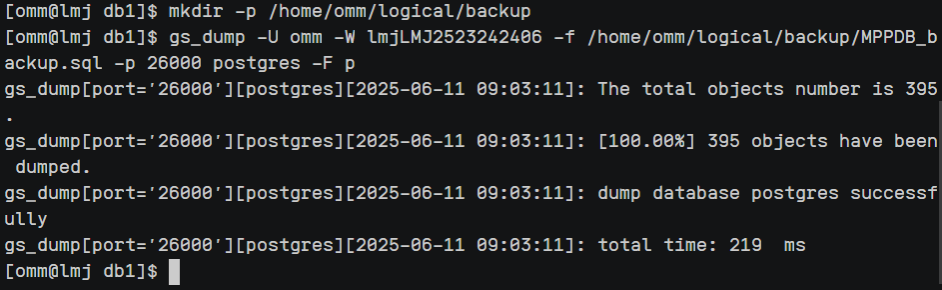 [omm@lmj db1]$ mkdir -p /home/omm/logical/backup
[omm@lmj db1]$ gs_dump -U omm -W lmjLMJ2523242406 -f /home/omm/logical/backup/MPPDB_b
ackup.sql -p 26000 postgres -F p
gs_dump[port='26000'][postgres][2025-06-11 09:03:11]: The total objects number is 395
.
gs_dump[port='26000'][postgres][2025-06-11 09:03:11]: [100.00%] 395 objects have been
 dumped.
gs_dump[port='26000'][postgres][2025-06-11 09:03:11]: dump database postgres successf
ully
gs_dump[port='26000'][postgres][2025-06-11 09:03:11]: total time: 219  ms
[omm@lmj db1]$